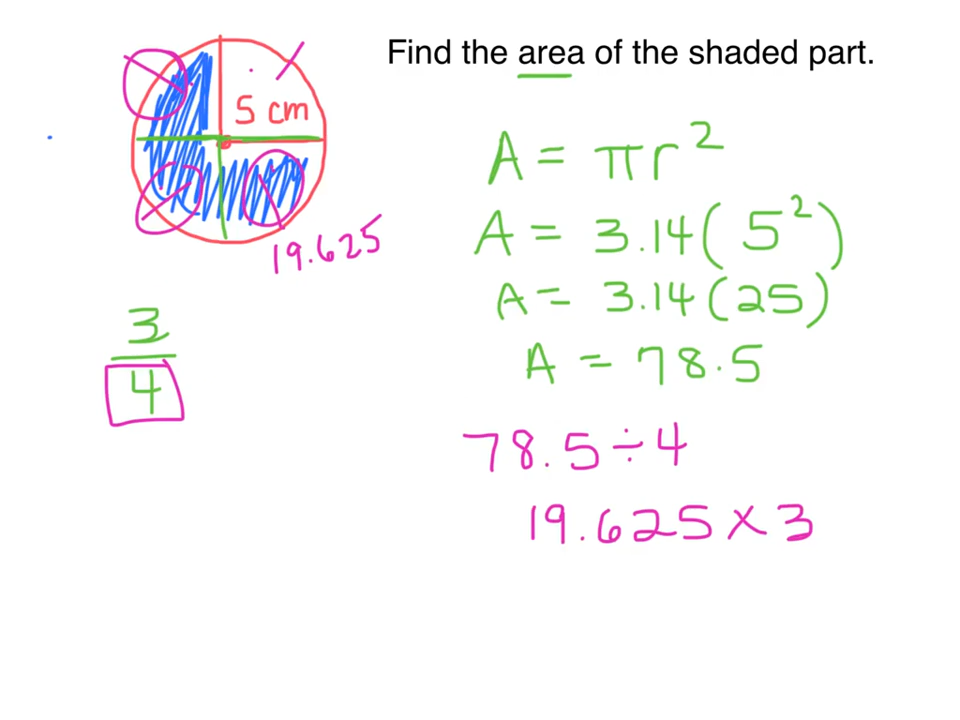 Find the area of the shaded part.
5 cm
19.625
3
4
A = πr²
A = 3.14(5²)
A = 3.14(25)
A = 78.5
78.5÷4
19.625×3